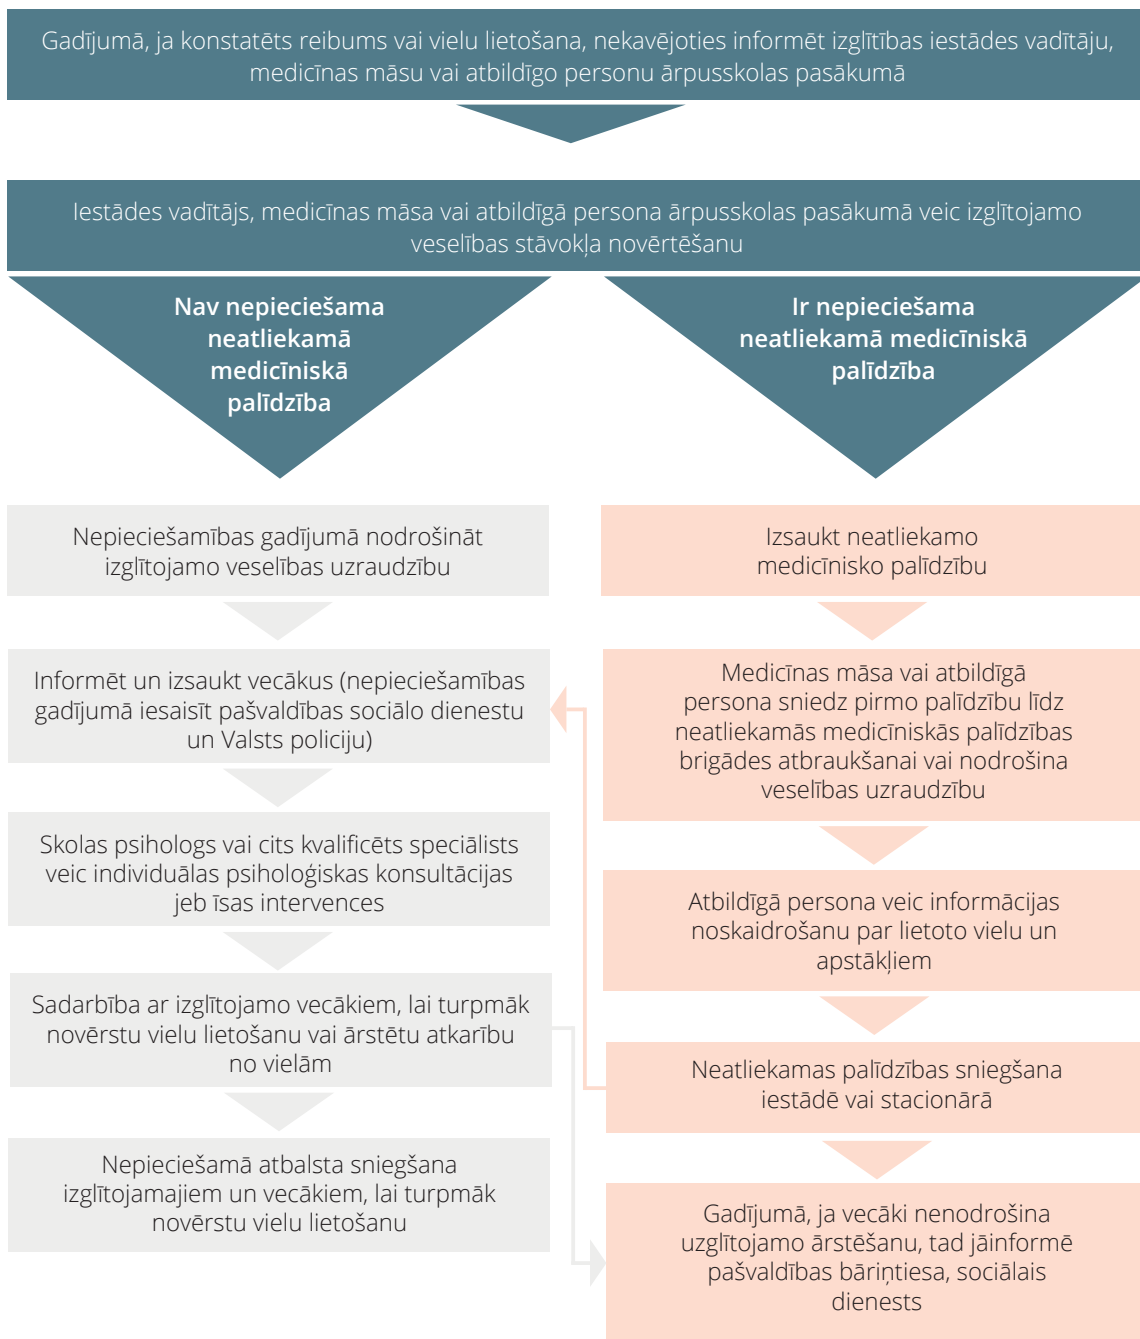 Gadījumā, ja konstatēts reibums vai vielu lietošana, nekavējoties informēt izglītības iestādes vadītāju,
medicīnas māsu vai atbildīgo personu ārpusskolas pasākumā
Iestādes vadītājs, medicīnas māsa vai atbildīgā persona ārpusskolas pasākumā veic izglītojamo
veselības stāvokļa novērtēšanu
Nav nepieciešama
neatliekamā
medicīniskā
palīdzība
Ir nepieciešama
neatliekamā medicīniskā
palīdzība
Nepieciešamības gadījumā nodrošināt
izglītojamo veselības uzraudzību
Informēt un izsaukt vecākus (nepieciešamības
gadījumā iesaisīt pašvaldības sociālo dienestu
un Valsts policiju)
Skolas psihologs vai cits kvalificēts speciālists
veic individuālas psiholoģiskas konsultācijas
jeb īsas intervences
Sadarbība ar izglītojamo vecākiem, lai turpmāk
novērstu vielu lietošanu vai ārstētu atkarību
no vielām
Nepieciešamā atbalsta sniegšana
izglītojamajiem un vecākiem, lai turpmāk
novērstu vielu lietošanu
Izsaukt neatliekamo
medicīnisko palīdzību
Medicīnas māsa vai atbildīgā
persona sniedz pirmo palīdzību līdz
neatliekamās medicīniskās palīdzības
brigādes atbraukšanai vai nodrošina
veselības uzraudzību
Atbildīgā persona veic informācijas
noskaidrošanu par lietoto vielu un
apstākļiem
Neatliekamas palīdzības sniegšana
iestādē vai stacionārā
Gadījumā, ja vecāki nenodrošina
uzglītojamo ārstēšanu, tad jāinformē
pašvaldības bāriņtiesa, sociālais
dienests